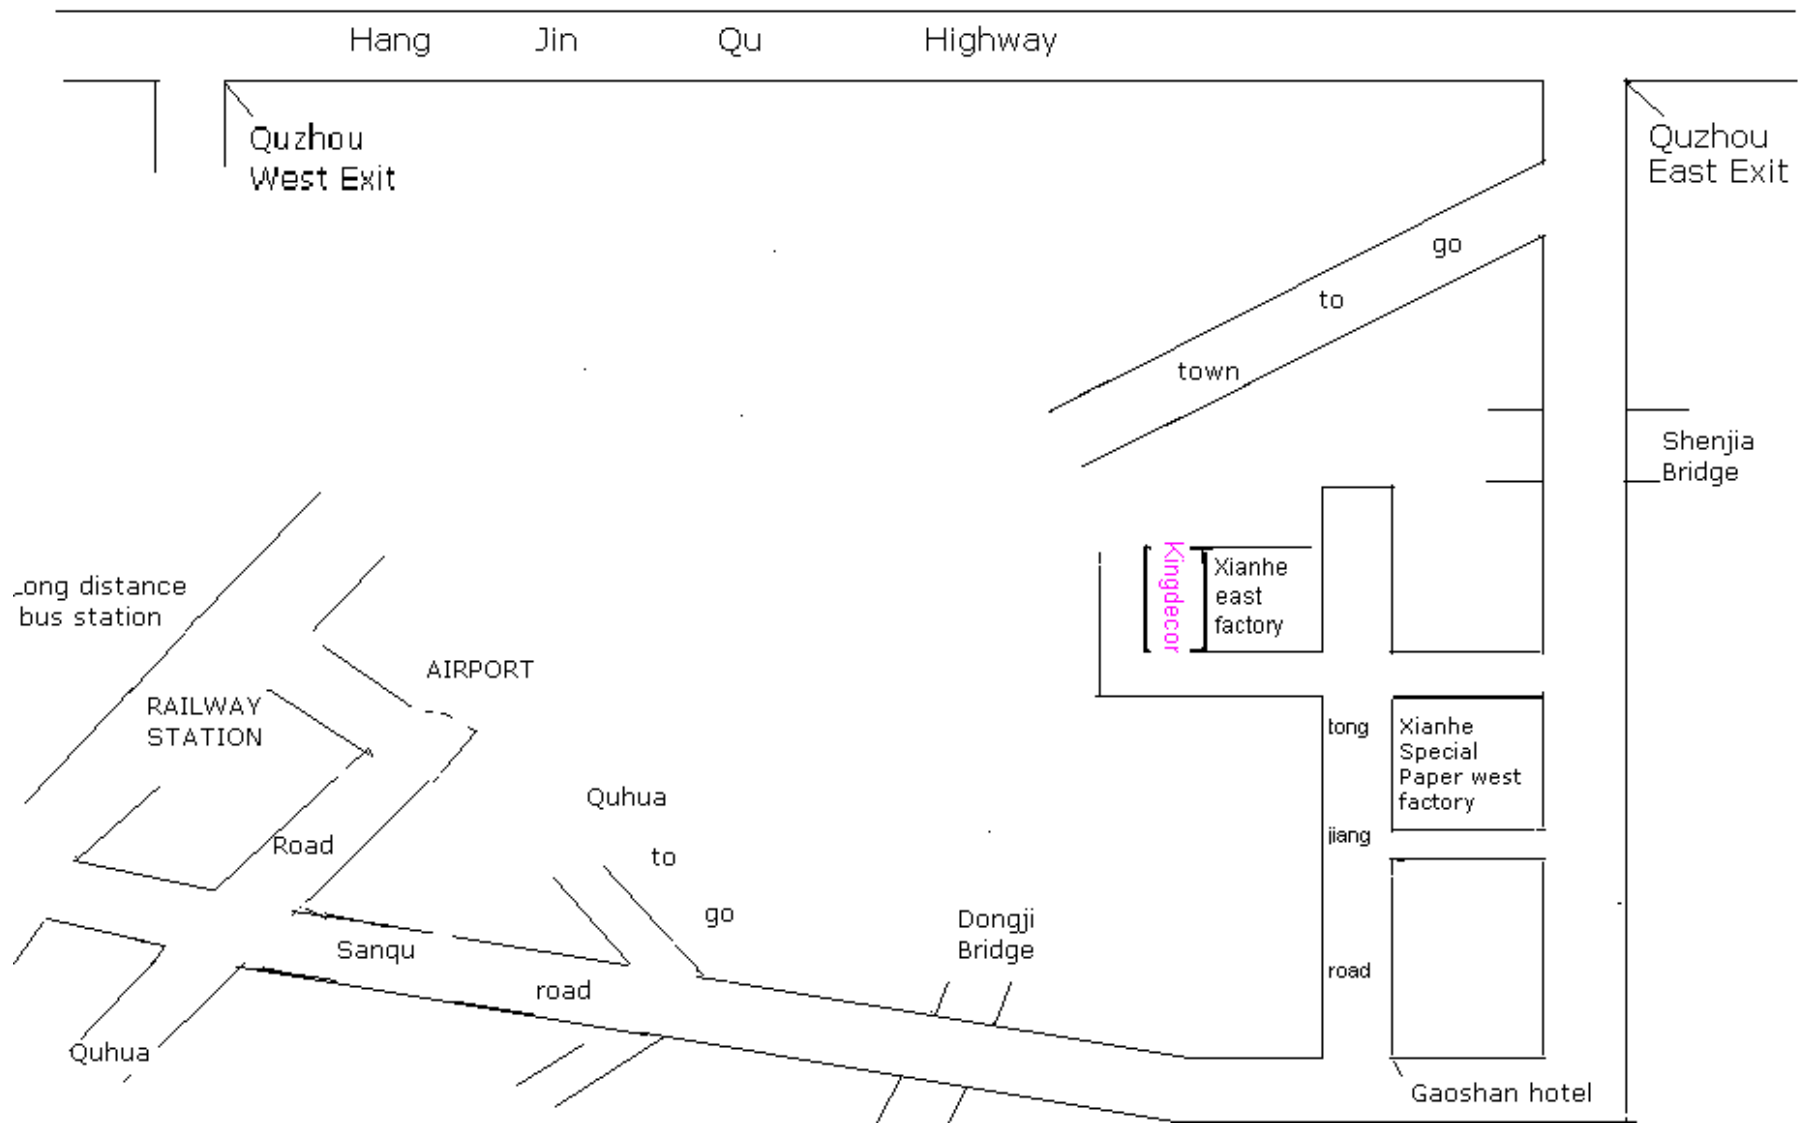 Hang Jin Qu Highway
Quzhou
West Exit
Quzhou
East Exit
go
to
town
Shenjia
Bridge
Kingdecor
Xianhe
east
factory
Long distance
bus station
AIRPORT
RAILWAY
STATION
tong
jiang
road
Xianhe
Special
Paper west
factory
Quhua
to
go
Road
Dongji
Bridge
Sanqu
road
Quhua
Gaoshan hotel